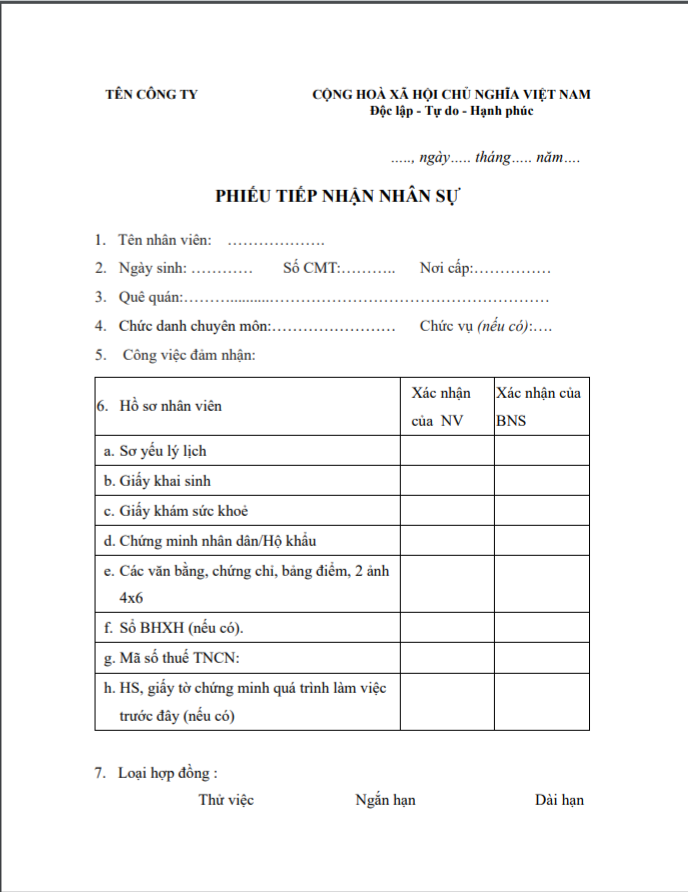 TÊN CÔNG TY CỘNG HOÀ XÃ HỘI CHỦ NGHĨA VIỆT NAM
Độc lập - Tự do - Hạnh phúc
....., ngày..... tháng..... năm....
PHIẾU TIẾP NHẬN NHÂN SỰ
1. Tên nhân viên: ...................
2. Ngày sinh: ............ Số CMT:........... Nơi cấp:...............
3. Quê quán:.....................................................................
4. Chức danh chuyên môn:........................ Chức vụ (nếu có):....
5. Công việc đảm nhận:
6. Hồ sơ nhân viên
Xác nhận
của NV
Xác nhận của
BNS
a. Sơ yếu lý lịch
b. Giấy khai sinh
c. Giấy khám sức khoẻ
d. Chứng minh nhân dân/Hộ khẩu
e. Các văn bằng, chứng chỉ, bảng điểm, 2 ảnh
4x6
f. Sổ BHXH (nếu có).
g. Mã số thuế TNCN:
h. HS, giấy tờ chứng minh quá trình làm việc
trước đây (nếu có)
7. Loại hợp đồng :
Thử việc Ngắn hạn Dài hạn